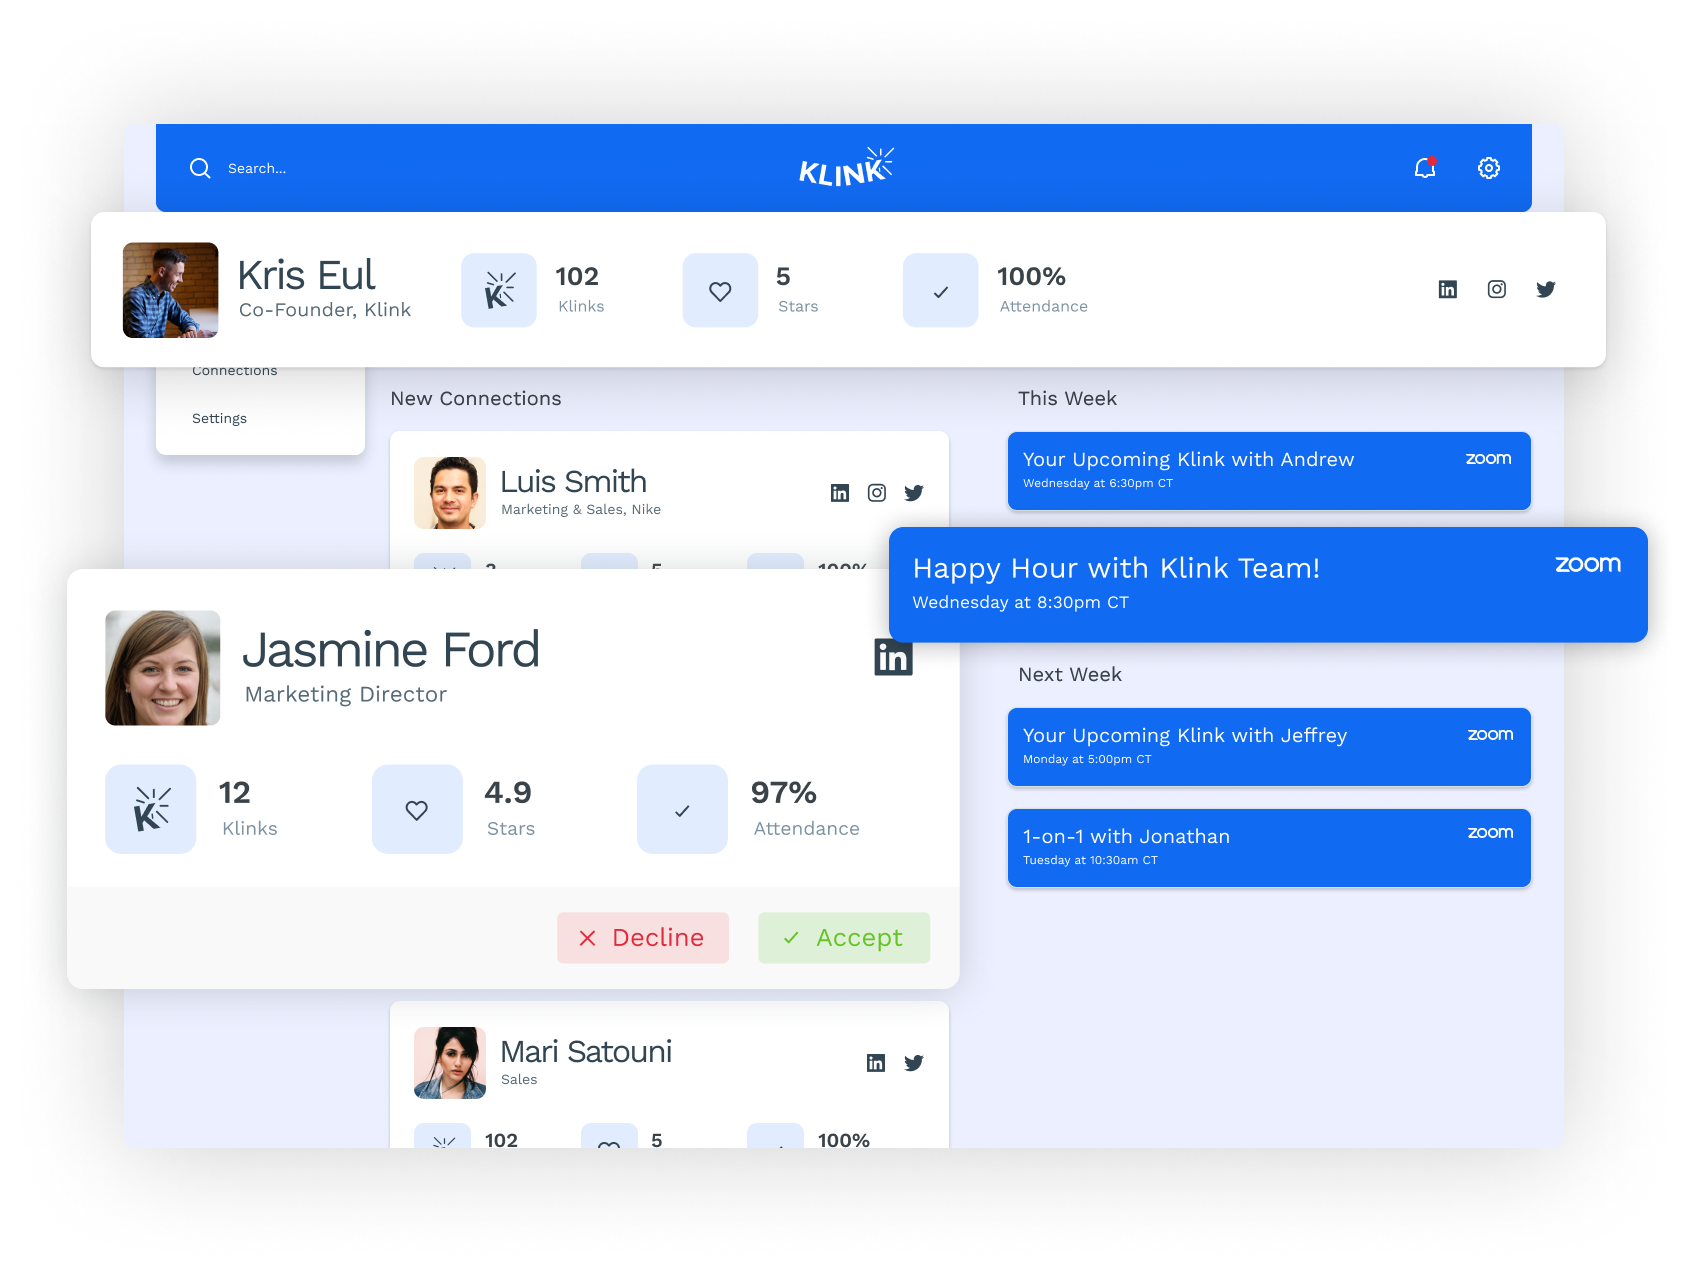 Search...
KLINK
Kris Eul
Co-Founder, Klink
102
Klinks
5
Stars
100%
Attendance
Connections
Settings
New Connections
Luis Smith
Marketing & Sales, Nike
100%
Jasmine Ford
Marketing Director
12
Klinks
4.9
Stars
97%
Attendance
Decline
Accept
Mari Satouni
Sales
102
5
100%
This Week
Your Upcoming Klink with Andrew
zoom
Wednesday at 6:30pm CT
Happy Hour with Klink Team!
zoom
Wednesday at 8:30pm CT
Next Week
Your Upcoming Klink with Jeffrey
zoom
Monday at 5:00pm CT
1-on-1 with Jonathan
zoom
Tuesday at 10:30am CT